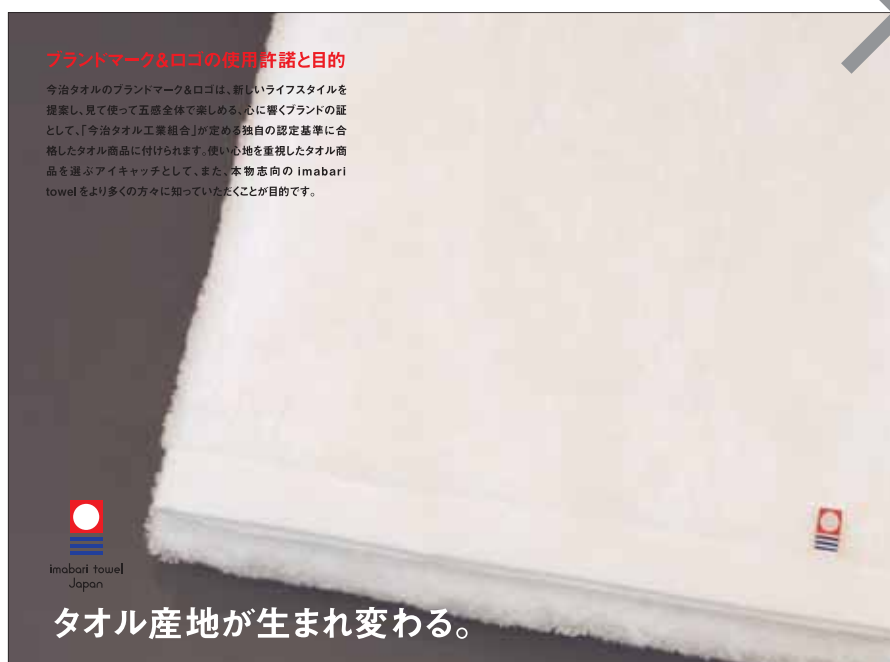 ブランドマーク&ロゴの使用許諾と目的
今治タオルのブランドマーク&ロゴは、新しいライフスタイルを
提案し、見て使って五感全体で楽しめる、心に響くブランドの証
として、「今治タオル工業組合」が定める独自の認定基準に合
格したタオル商品に付けられます。使い心地を重視したタオル商
品を選ぶアイキャッチとして、また、本物志向の imabari
towel をより多くの方々に知っていただくことが目的です。
imabari towel
Japan
タオル産地が生まれ変わる。